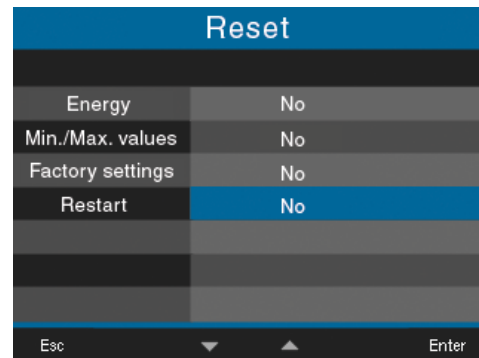 Reset
Energy No
Min./Max. values No
Factory settings No
Restart No
Esc Enter